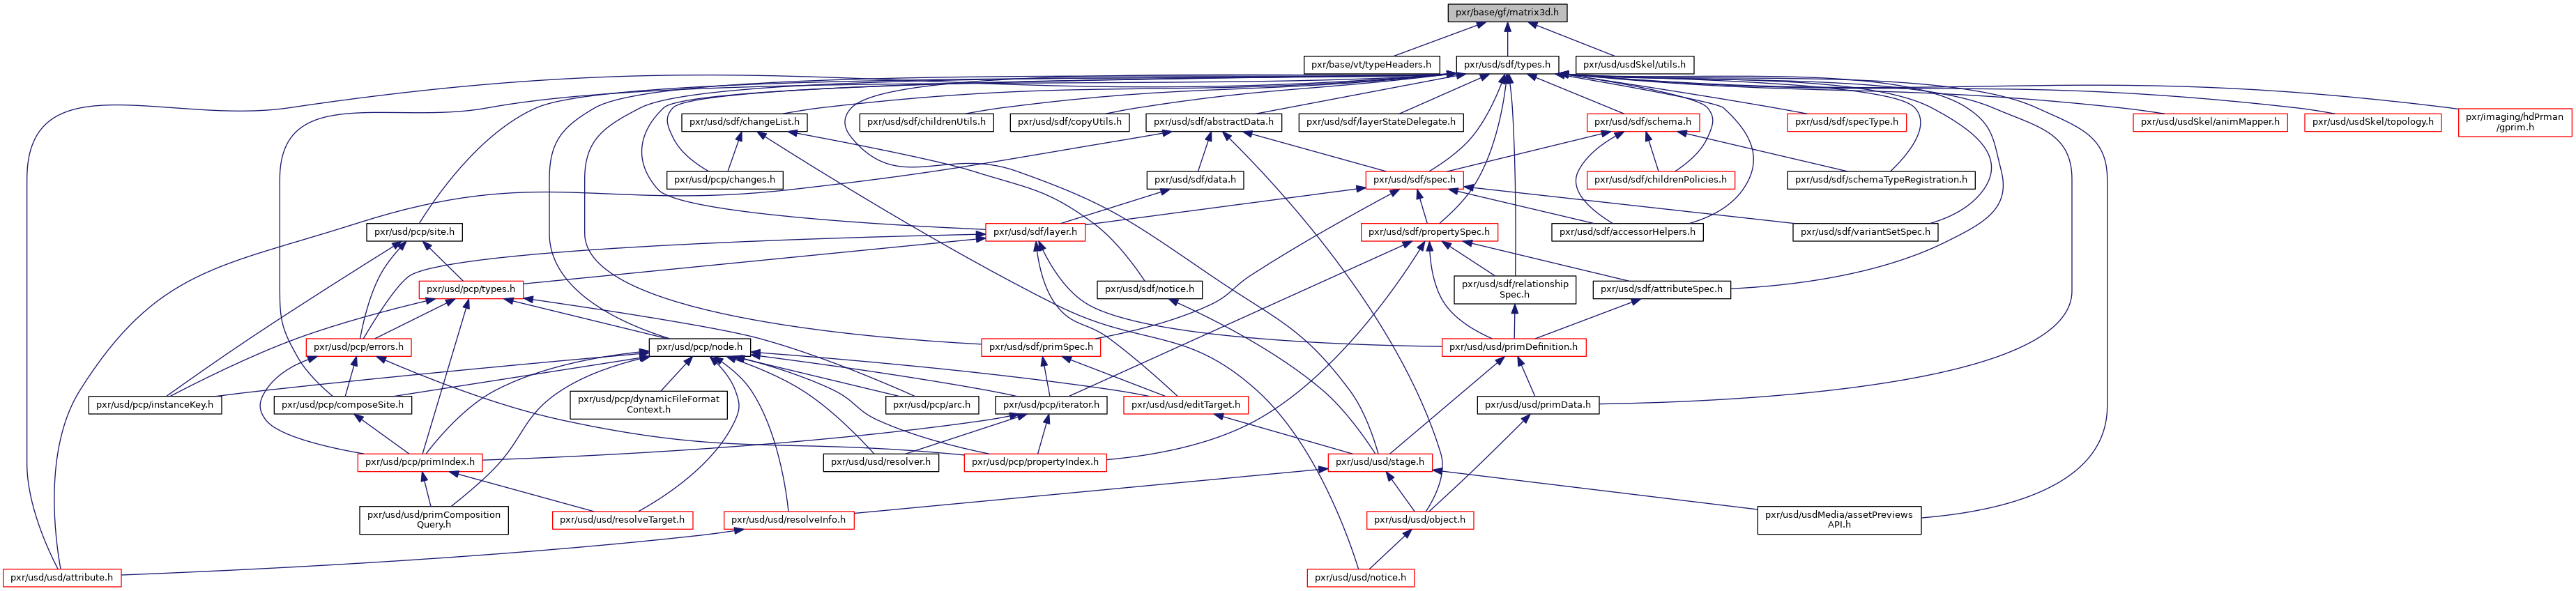 pxr/base/gf/matrix3d.h
pxr/base/vt/typeHeaders.h
pxr/usd/sdf/types.h
pxr/usd/usdSkel/utils.h
pxr/usd/sdf/changeList.h
pxr/usd/sdf/childrenUtils.h
pxr/usd/sdf/copyUtils.h
pxr/usd/sdf/abstractData.h
pxr/usd/sdf/layerStateDelegate.h
pxr/usd/sdf/schema.h
pxr/usd/sdf/specType.h
pxr/usd/usdSkel/animMapper.h
pxr/usd/usdSkel/topology.h
pxr/imaging/hdPrman
/gprim.h
pxr/usd/pcp/changes.h
pxr/usd/sdf/data.h
pxr/usd/sdf/spec.h
pxr/usd/sdf/childrenPolicies.h
pxr/usd/sdf/schemaTypeRegistration.h
pxr/usd/pcp/site.h
pxr/usd/sdf/layer.h
pxr/usd/sdf/propertySpec.h
pxr/usd/sdf/accessorHelpers.h
pxr/usd/sdf/variantSetSpec.h
pxr/usd/pcp/types.h
pxr/usd/sdf/notice.h
pxr/usd/sdf/relationship
Spec.h
pxr/usd/sdf/attributeSpec.h
pxr/usd/pcp/errors.h
pxr/usd/pcp/node.h
pxr/usd/sdf/primSpec.h
pxr/usd/usd/primDefinition.h
pxr/usd/pcp/instanceKey.h
pxr/usd/pcp/composeSite.h
pxr/usd/pcp/dynamicFileFormat
Context.h
pxr/usd/pcp/arc.h
pxr/usd/pcp/iterator.h
pxr/usd/usd/editTarget.h
pxr/usd/usd/primData.h
pxr/usd/pcp/primIndex.h
pxr/usd/usd/resolver.h
pxr/usd/pcp/propertyIndex.h
pxr/usd/usd/stage.h
pxr/usd/usd/primComposition
Query.h
pxr/usd/usd/resolveTarget.h
pxr/usd/usd/resolveInfo.h
pxr/usd/usd/object.h
pxr/usd/usdMedia/assetPreviews
API.h
pxr/usd/usd/attribute.h
pxr/usd/usd/notice.h